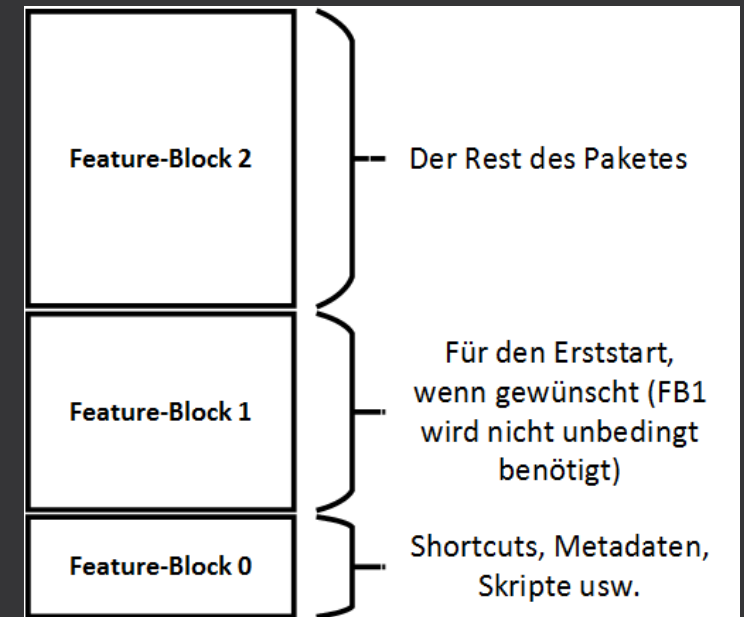 Feature-Block 2
Der Rest des Paketes
Feature-Block 1
Für den Erststart,
wenn gewünscht (FB1
wird nicht unbedingt
benötigt)
Feature-Block 0
Shortcuts, Metadaten,
Skripte usw.